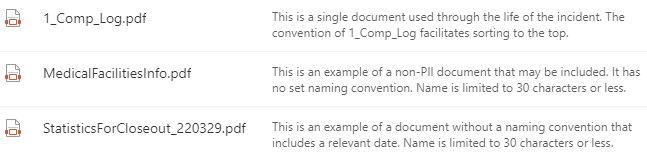 1_Comp_Log.pdf
This is a single document used through the life of the incident. The
convention of 1_Comp_Log facilitates sorting to the top.
MedicalFacilitiesInfo.pdf
This is an example of a non-PII document that may be included. It has
no set naming convention. Name is limited to 30 characters or less.
StatisticsForCloseout_220329.pdf
This is an example of a document without a naming convention that
includes a relevant date. Name is limited to 30 characters or less.